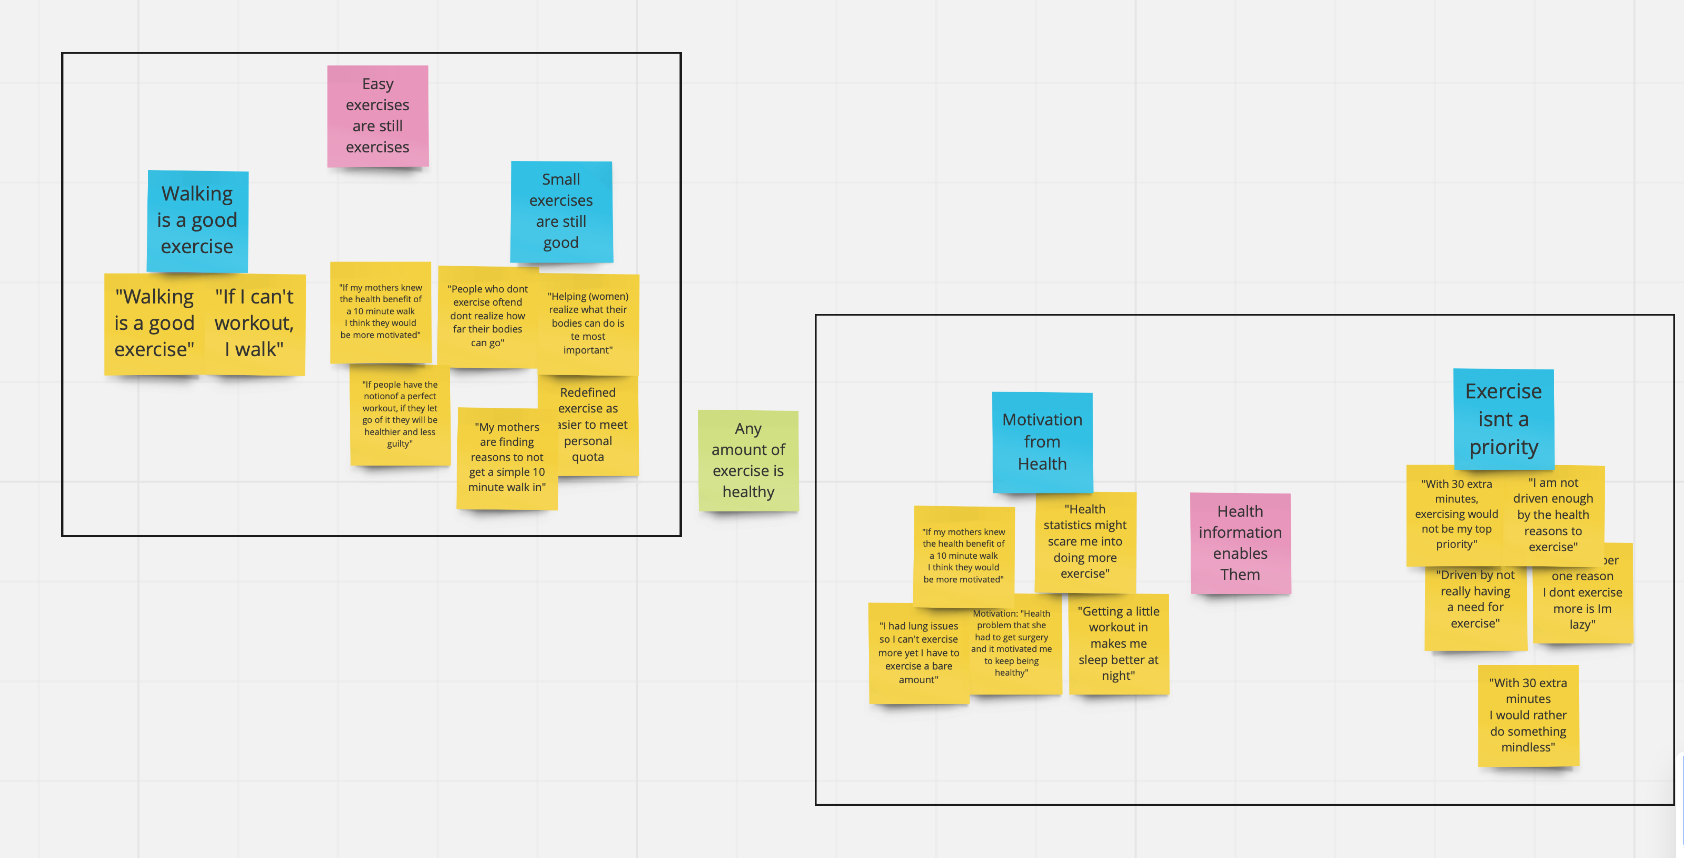 Easy
exercises
are still
exercises
Walking
is a good
exercise
Small
exercises
are still
good
"Walking
is a good
exercise"
"If I can't
workout,
I walk"
"If my mothers knew
the health benefit of
a 10 minute walk
I think they would
be more motivated"
"People who dont
exercise oftend
dont realize how
far their bodies
can go"
"Helping (women)
realize what their
bodies can do is
te most
important"
"If people have the
notionof a perfect
workout, if they let
go of it they will be
healthier and less
guilty"
"My mothers
are finding
reasons to not
get a simple 10
minute walk in"
Redefined
exercise as
asier to meet
personal
quota
Any
amount of
exercise is
healthy
Motivation
from
Health
"If my mothers knew
the health benefit of
a 10 minute walk
I think they would
be more motivated"
"Health
statistics might
scare me into
doing more
exercise"
"I had lung issues
so I can't exercise
more yet I have to
exercise a bare
amount"
Motivation: "Health
problem that she
had to get surgery
and it motivated me
to keep being
healthy"
"Getting a little
workout in
makes me
sleep better at
night"
Health
information
enables
Them
Exercise
isnt a
priority
"With 30 extra
minutes,
exercising would
not be my top
priority"
"I am not
driven enough
by the health
reasons to
exercise"
"Driven by not
really having
a need for
exercise"
one reason
I dont exercise
more is Im
lazy"
"With 30 extra
minutes
I would rather
do something
mindless"